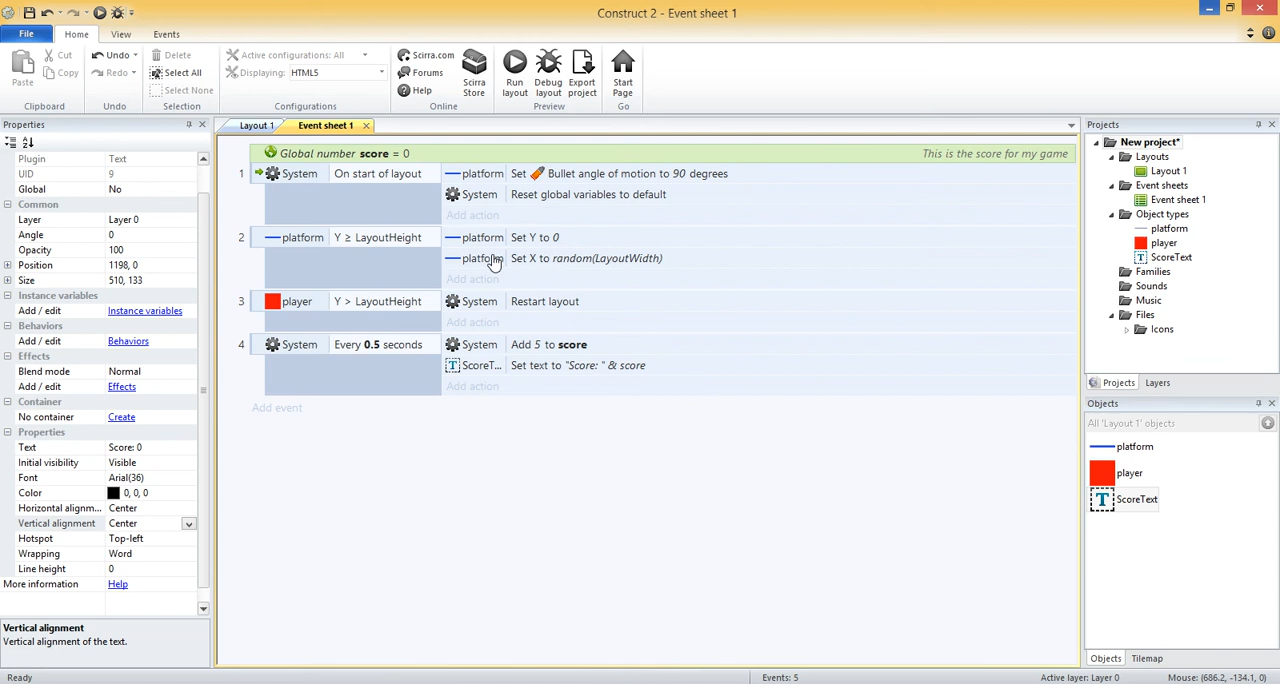 Construct 2 - Event sheet 1
File Home View Events
Paste Cut Copy
Clipboard
Undo Redo
Undo
Delete Select All Select None
Selection
Active configurations: All
Displaying: HTML5
Configurations
Scirra.com Forums Help
Scirra Store
Online
Run layout Debug layout Export project
Preview
Start Page
Go
Properties
Plugin Text
UID 9
Global No
Common
Layer Layer 0
Angle 0
Opacity 100
Position 1198, 0
Size 510, 133
Instance variables
Add / edit Instance variables
Behaviors
Add / edit Behaviors
Effects
Blend mode Normal
Add / edit Effects
Container
No container Create
Properties
Text Score: 0
Initial visibility Visible
Font Arial(36)
Color 0, 0, 0
Horizontal alignm... Center
Vertical alignment Center
Hotspot Top-left
Wrapping Word
Line height 0
More information Help
Vertical alignment
Vertical alignment of the text.
Layout 1 Event sheet 1
Global number score = 0 This is the score for my game
1 System On start of layout platform Set Bullet angle of motion to 90 degrees
System Reset global variables to default
Add action
2 platform Y ≥ LayoutHeight platform Set Y to 0
platform Set X to random(LayoutWidth)
Add action
3 player Y > LayoutHeight System Restart layout
Add action
4 System Every 0.5 seconds System Add 5 to score
T ScoreT... Set text to "Score: " & score
Add action
Add event
Projects
New project*
Layouts
Layout 1
Event sheets
Event sheet 1
Object types
platform
player
T ScoreText
Families
Sounds
Music
Files
Icons
Projects Layers
Objects
All 'Layout 1' objects
platform
player
T ScoreText
Objects Tilemap
Ready Events: 5 Active layer: Layer 0 Mouse: (686.2, -134.1, 0)